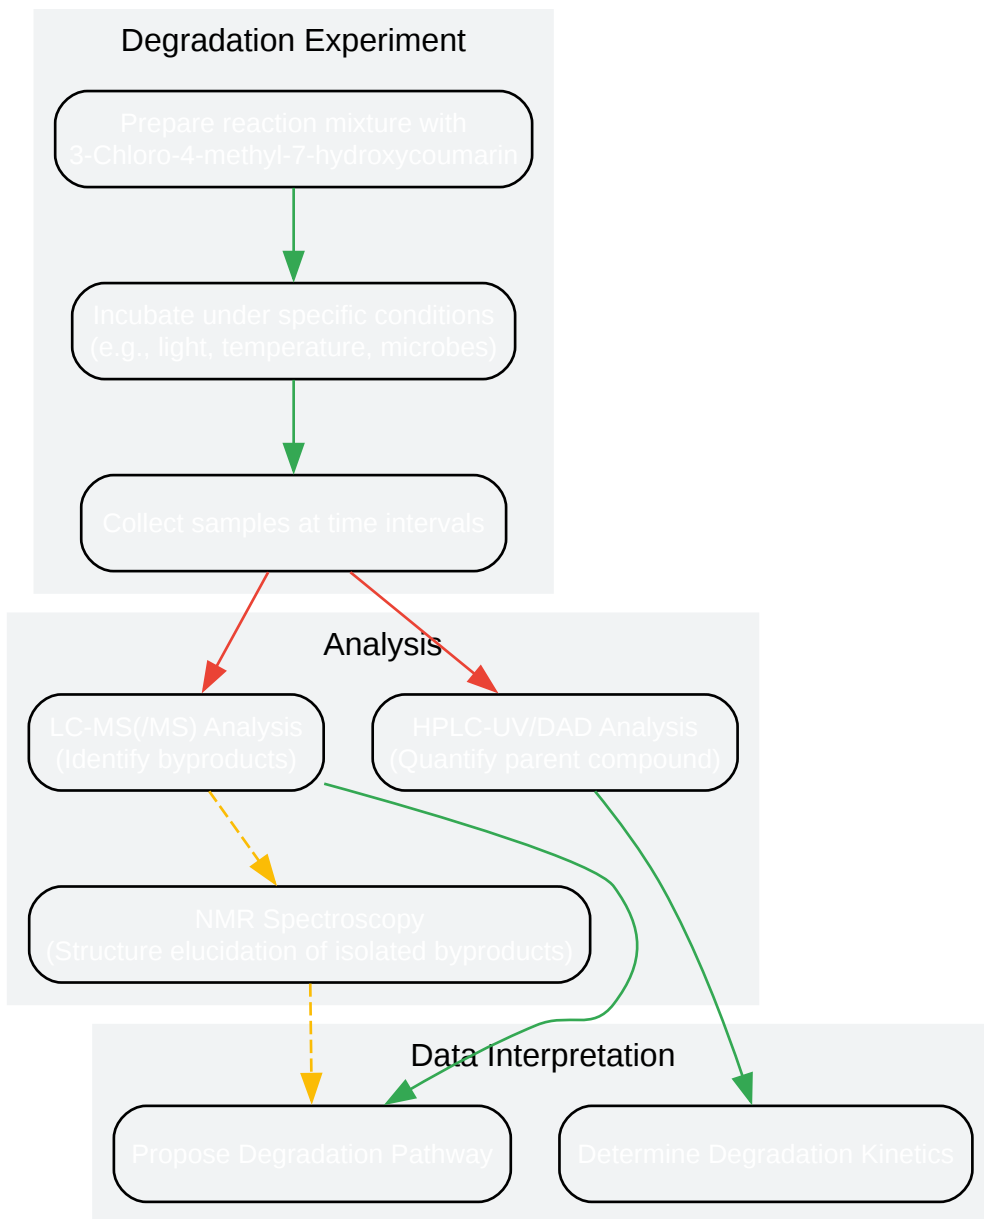 Degradation Experiment
Prepare reaction mixture with
3-Chloro-4-methyl-7-hydroxycoumarin
Incubate under specific conditions
(e.g., light, temperature, microbes)
Collect samples at time intervals
Analysis
LC-MS(/MS) Analysis
(Identify byproducts)
HPLC-UV/DAD Analysis
(Quantify parent compound)
NMR Spectroscopy
(Structure elucidation of isolated byproducts)
Data Interpretation
Propose Degradation Pathway
Determine Degradation Kinetics